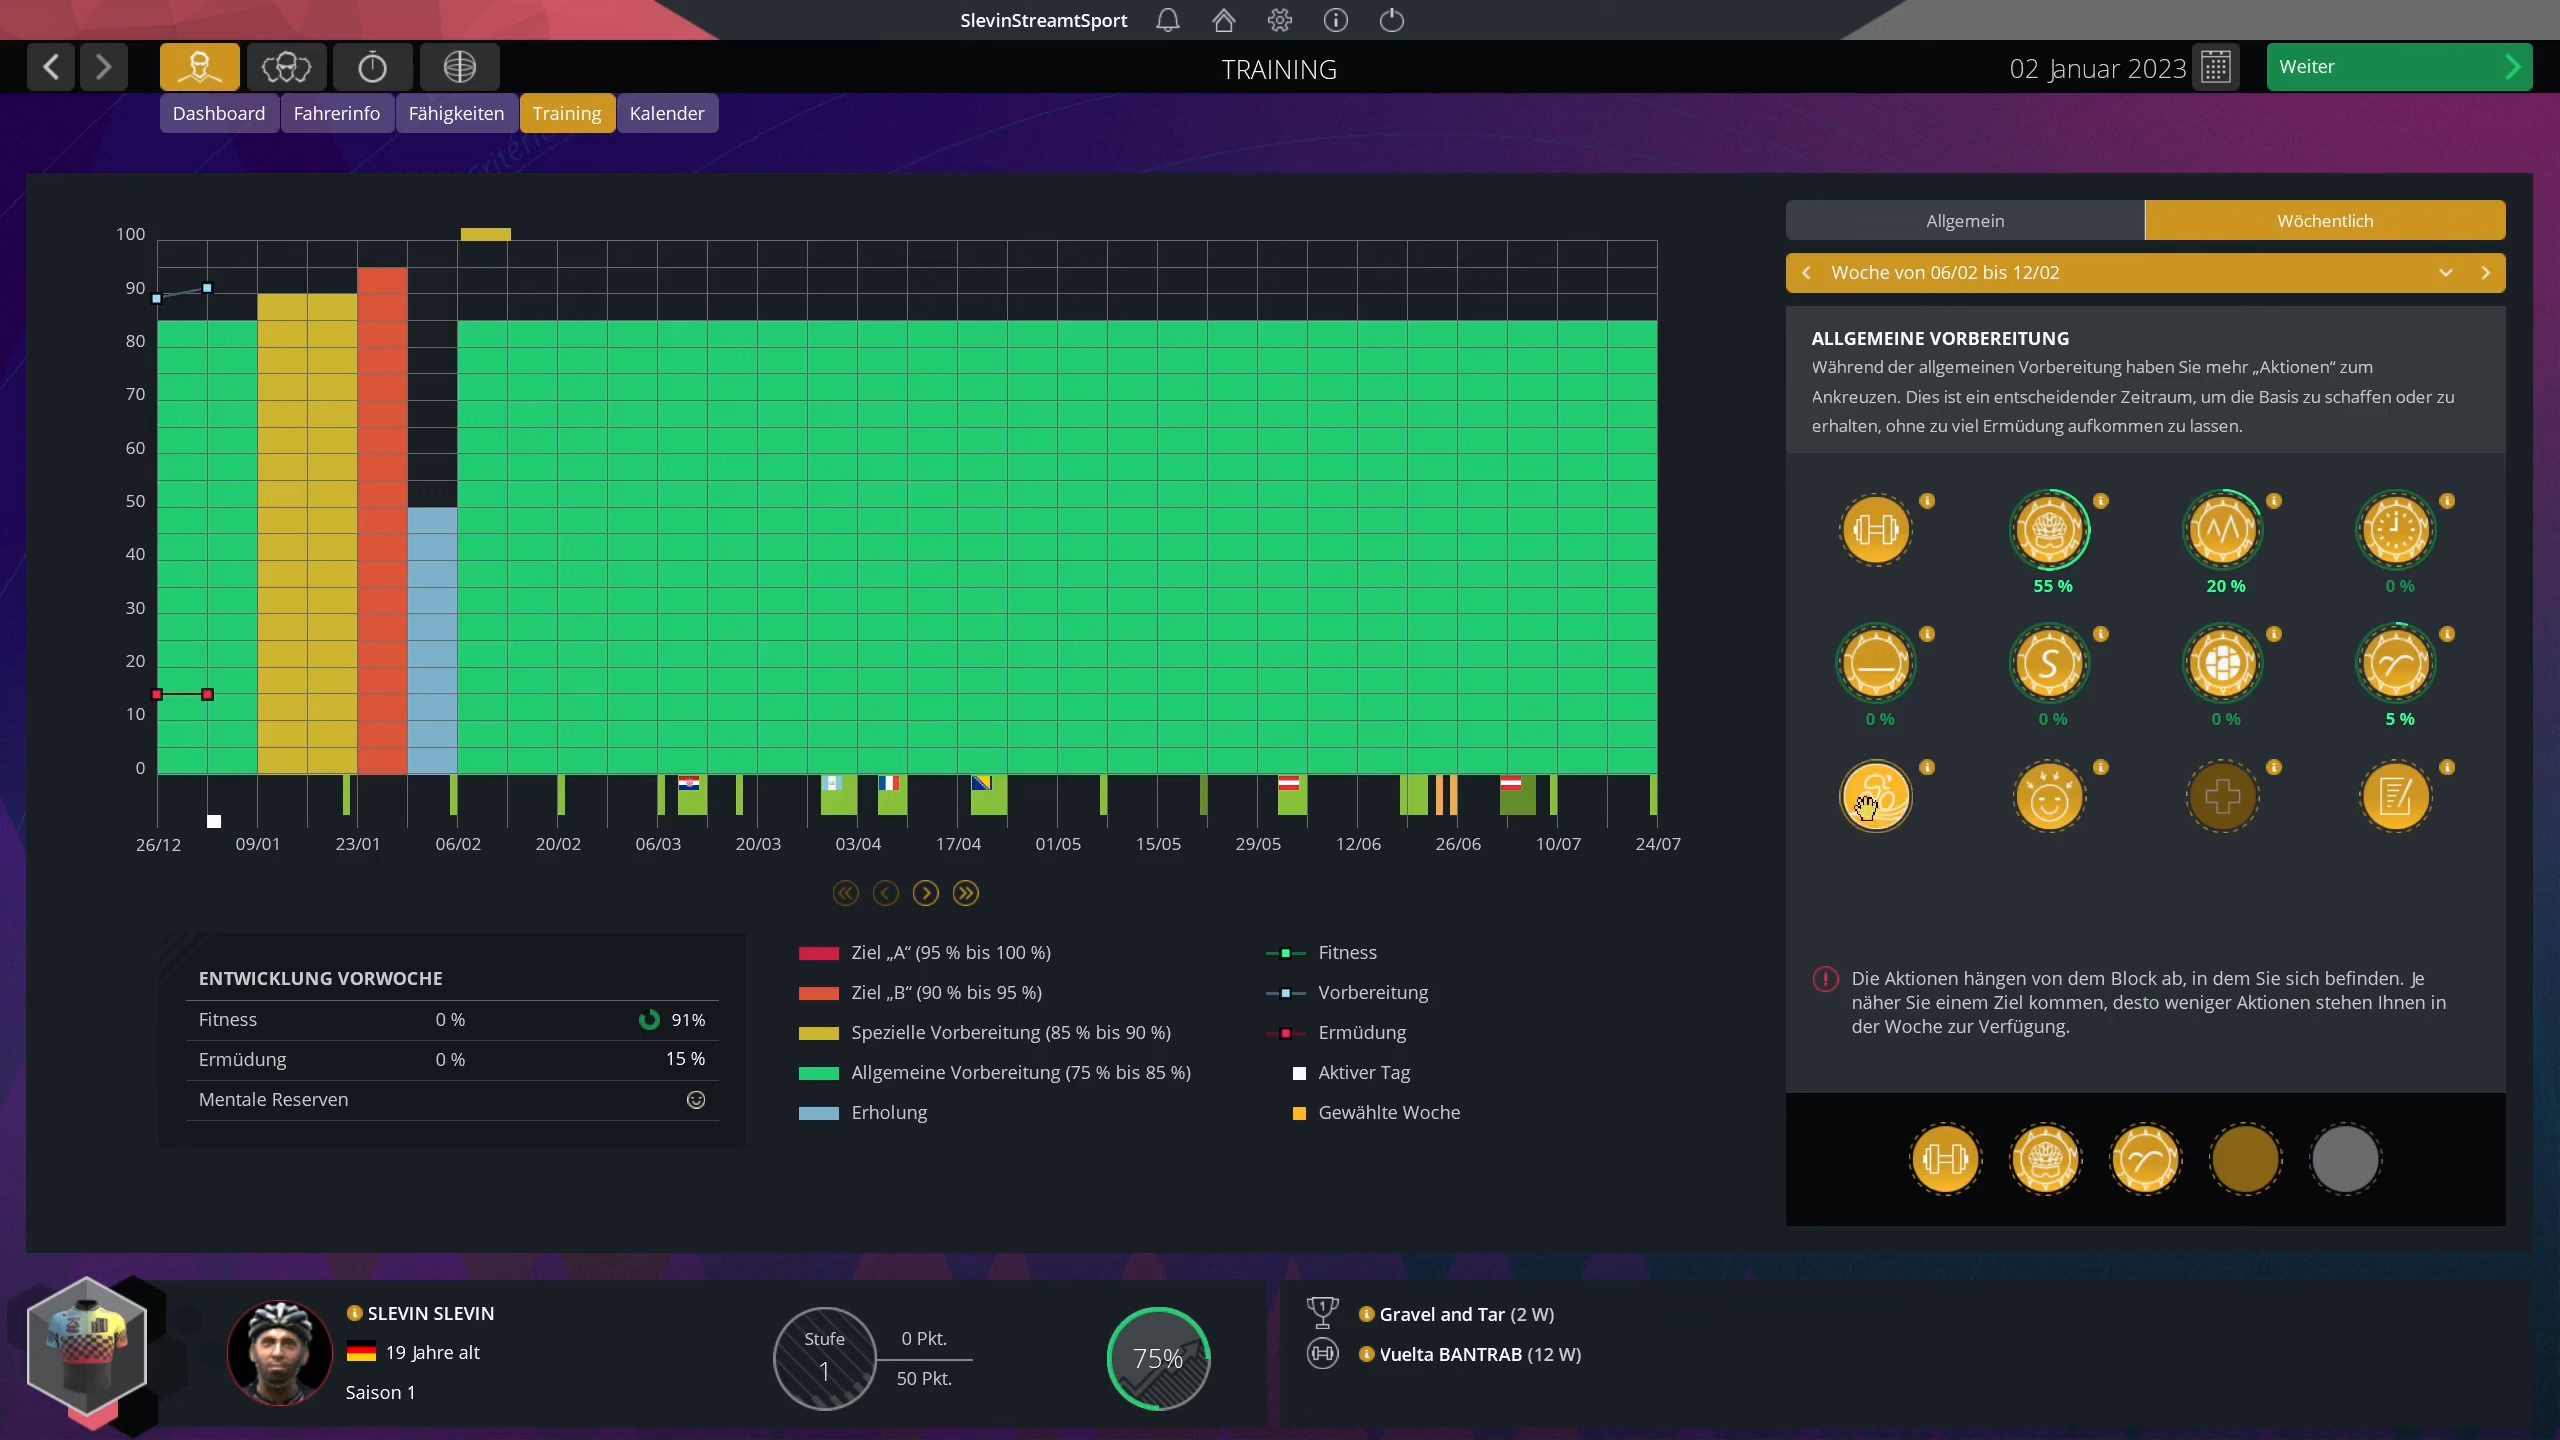 SlevinStreamtSport
TRAINING
02 Januar 2023
Weiter
Dashboard
Fahrerinfo
Fähigkeiten
Training
Kalender
100
90
80
70
60
50
40
30
20
10
0
26/12
09/01
23/01
06/02
20/02
06/03
20/03
03/04
17/04
01/05
15/05
29/05
12/06
26/06
10/07
24/07
Allgemein
Wöchentlich
Woche von 06/02 bis 12/02
ALLGEMEINE VORBEREITUNG
Während der allgemeinen Vorbereitung haben Sie mehr „Aktionen“ zum
Ankreuzen. Dies ist ein entscheidender Zeitraum, um die Basis zu schaffen oder zu
erhalten, ohne zu viel Ermüdung aufkommen zu lassen.
55 %
20 %
0 %
S
0 %
0 %
0 %
5 %
Die Aktionen hängen von dem Block ab, in dem Sie sich befinden. Je
näher Sie einem Ziel kommen, desto weniger Aktionen stehen Ihnen in
der Woche zur Verfügung.
ENTWICKLUNG VORWOCHE
Fitness 0 % 91%
Ermüdung 0 % 15 %
Mentale Reserven
Ziel „A“ (95 % bis 100 %)
Ziel „B“ (90 % bis 95 %)
Spezielle Vorbereitung (85 % bis 90 %)
Allgemeine Vorbereitung (75 % bis 85 %)
Erholung
Fitness
Vorbereitung
Ermüdung
Aktiver Tag
Gewählte Woche
SLEVIN SLEVIN
19 Jahre alt
Saison 1
Stufe
1
0 Pkt.
50 Pkt.
75%
Gravel and Tar (2 W)
Vuelta BANTRAB (12 W)